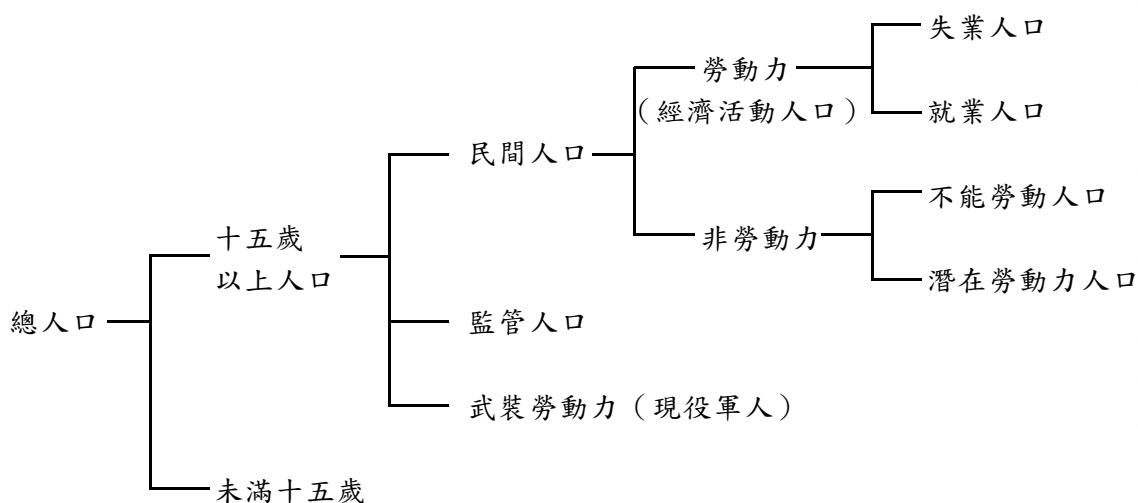 失業人口
勞動力
（經濟活動人口）
就業人口
民間人口
不能勞動人口
十五歲
以上人口
非勞動力
潛在勞動力人口
總人口
監管人口
武裝勞動力（現役軍人）
未滿十五歲